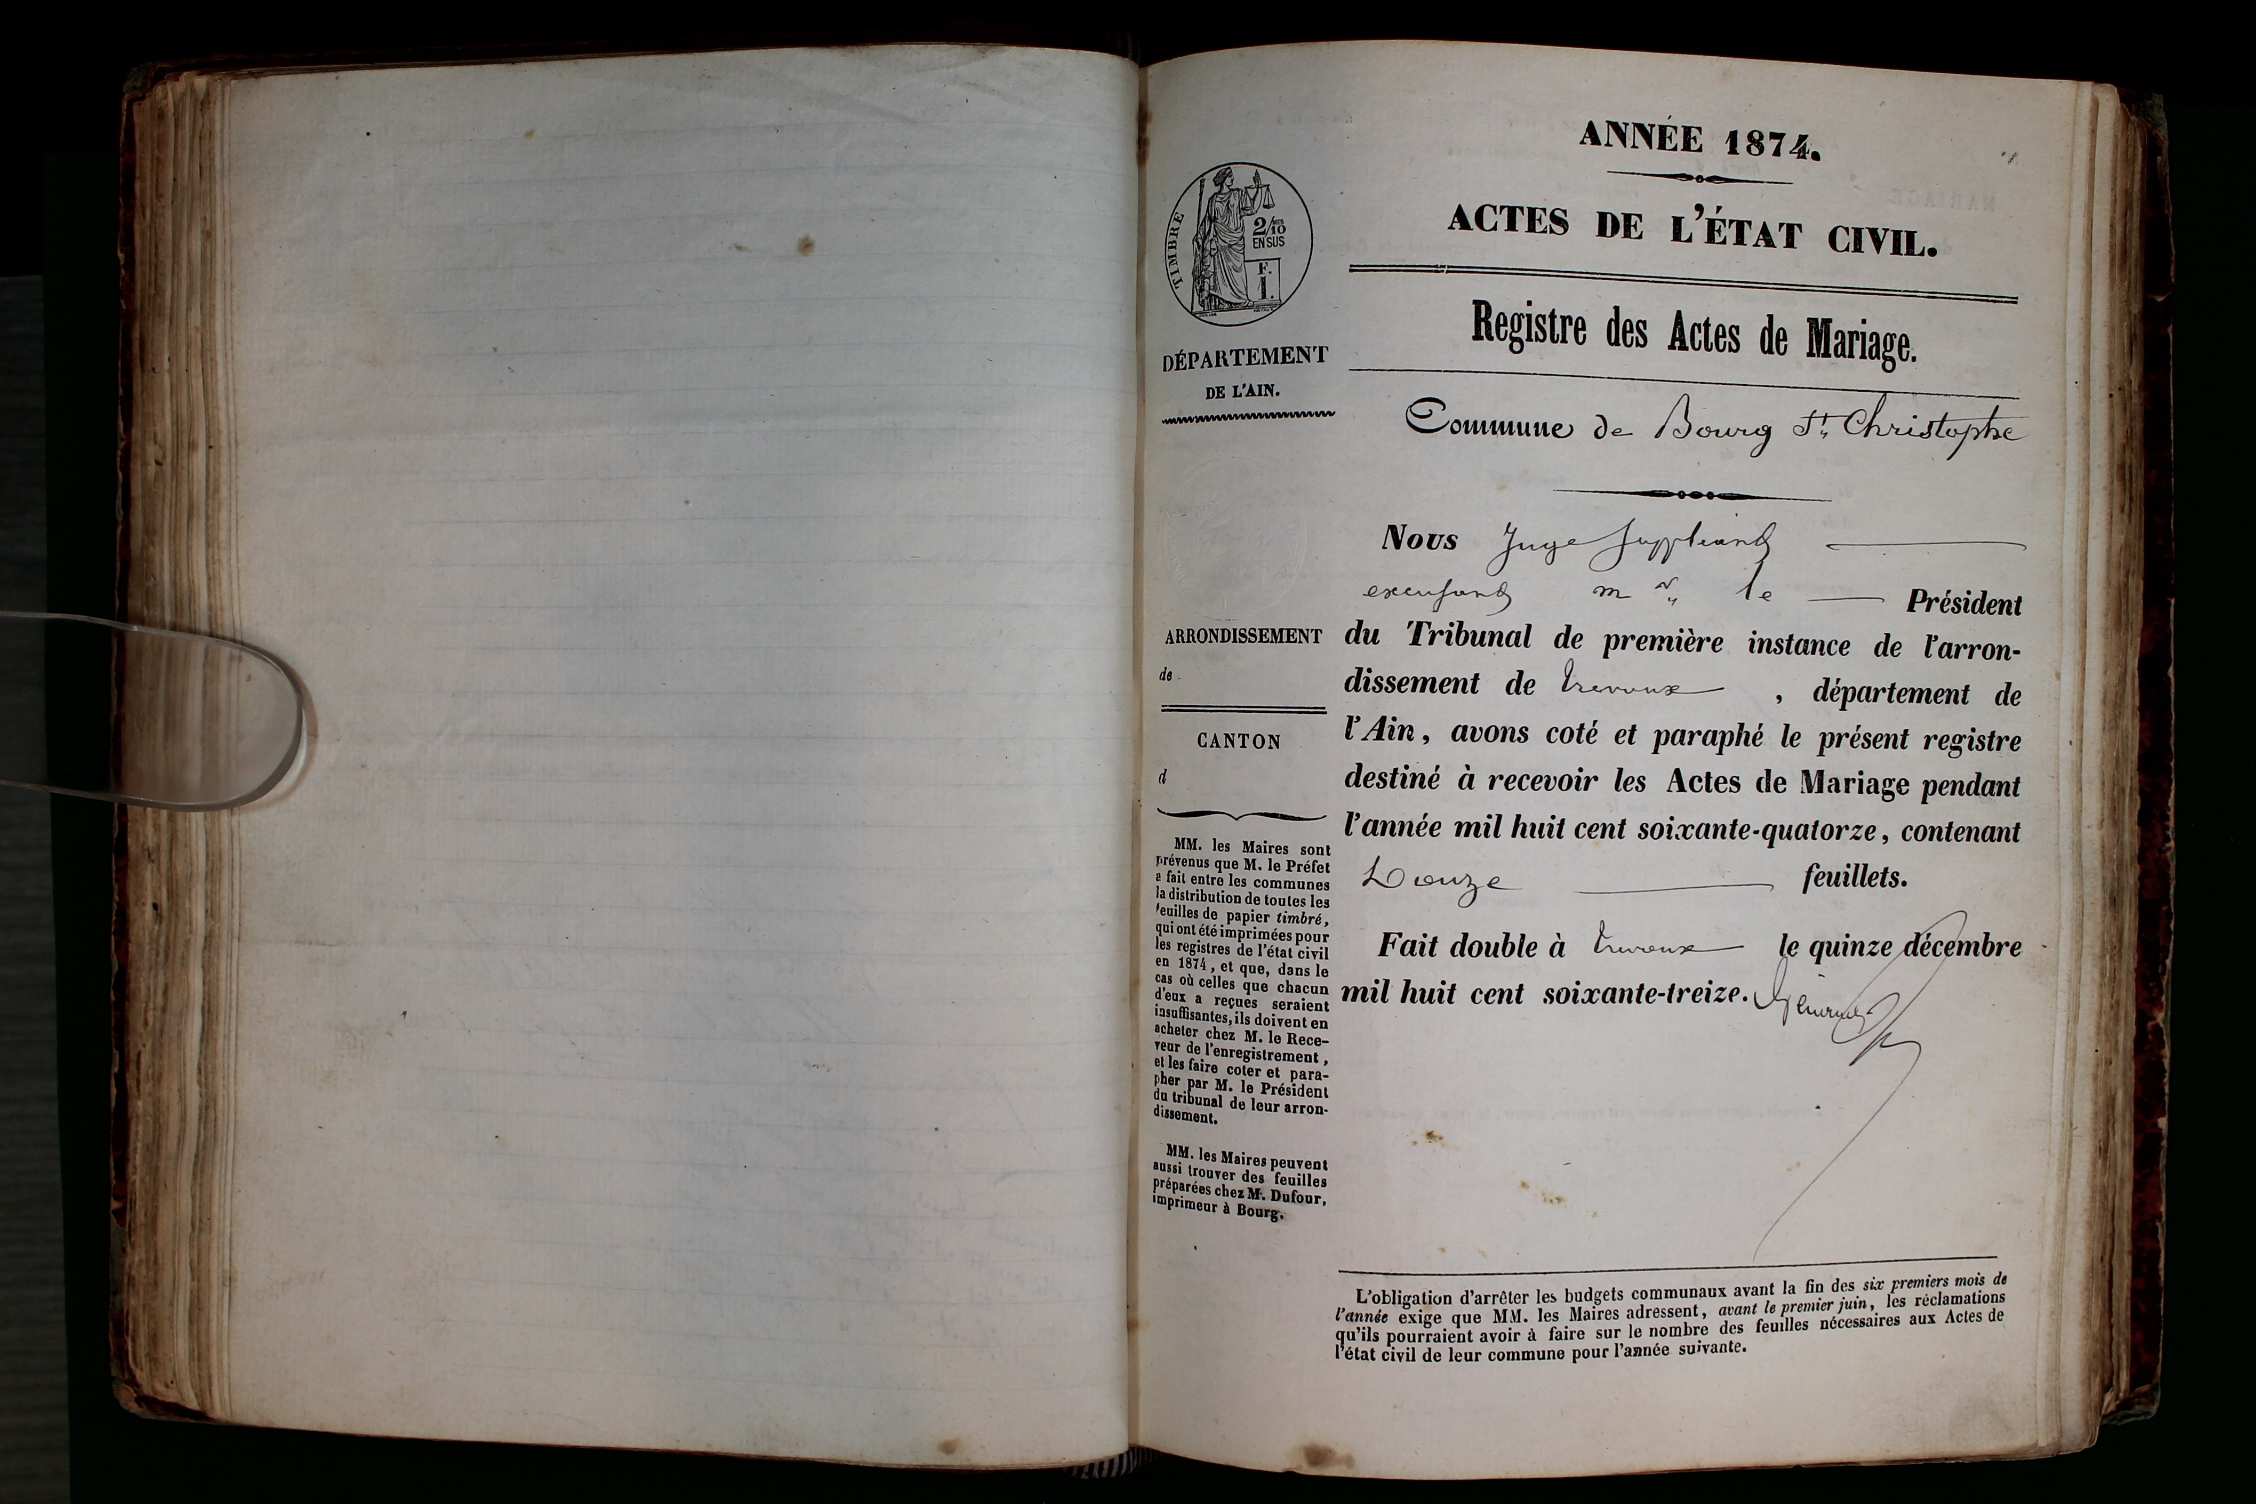 ANNÉE 1874.
ACTES DE L'ÉTAT CIVIL.
Registre des Actes de Mariage.
Commune de Bourg St. Christophe
Nous Juge Suppléant
excusant Mr. le Président
du Tribunal de première instance de l'arron-
dissement de Trevoux, département de
l'Ain, avons coté et paraphé le présent registre
destiné à recevoir les Actes de Mariage pendant
l'année mil huit cent soixante-quatorze, contenant
Douze feuillets.
Fait double à Trevoux le quinze décembre
mil huit cent soixante-treize.
TIMBRE
2/10
EN SUS
F.
1.
DÉPARTEMENT
DE L'AIN.
ARRONDISSEMENT
de
CANTON
d
MM. les Maires sont
prévenus que M. le Préfet
a fait entre les communes
la distribution de toutes les
feuilles de papier timbré,
qui ont été imprimées pour
les registres de l'état civil
en 1874, et que, dans le
cas où celles que chacun
d'eux a reçues seraient
insuffisantes, ils doivent en
acheter chez M. le Rece-
veur de l'enregistrement,
et les faire coter et para-
pher par M. le Président
du tribunal de leur arron-
dissement.
MM. les Maires peuvent
aussi trouver des feuilles
préparées chez M. Dufour,
imprimeur à Bourg.
L'obligation d'arrêter les budgets communaux avant la fin des six premiers mois de
l'année exige que MM. les Maires adressent, avant le premier juin, les réclamations
qu'ils pourraient avoir à faire sur le nombre des feuilles nécessaires aux Actes de
l'état civil de leur commune pour l'année suivante.